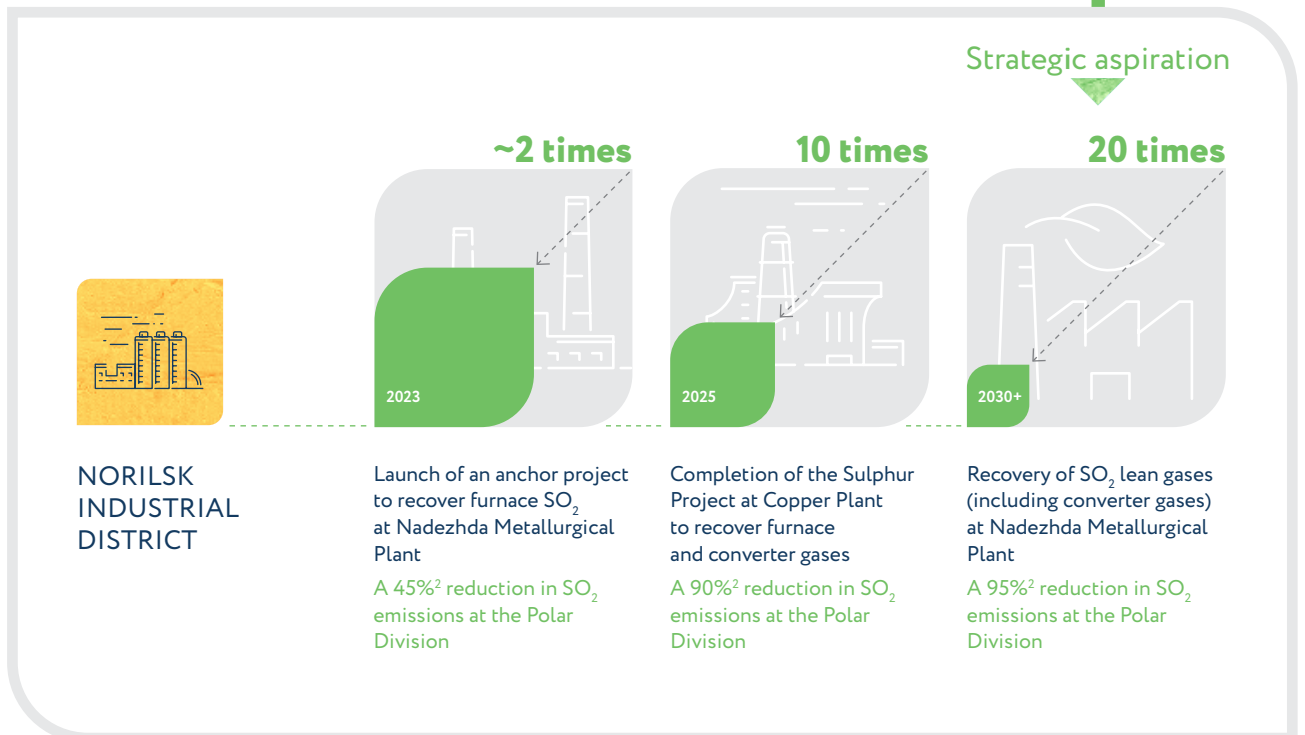 Strategic aspiration
~2 times
10 times
20 times
2023
2025
2030+
NORILSK
INDUSTRIAL
DISTRICT
Launch of an anchor project
to recover furnace SO₂
at Nadezhda Metallurgical
Plant
A 45%² reduction in SO₂
emissions at the Polar
Division
Completion of the Sulphur
Project at Copper Plant
to recover furnace
and converter gases
A 90%² reduction in SO₂
emissions at the Polar
Division
Recovery of SO₂ lean gases
(including converter gases)
at Nadezhda Metallurgical
Plant
A 95%² reduction in SO₂
emissions at the Polar
Division